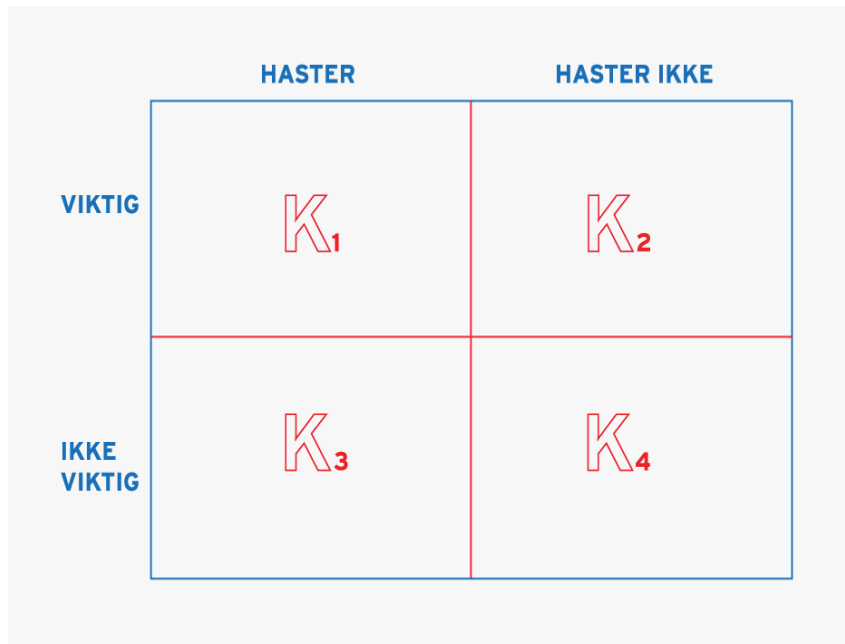 HASTER HASTER IKKE
VIKTIG
K1 K2
IKKE
VIKTIG
K3 K4